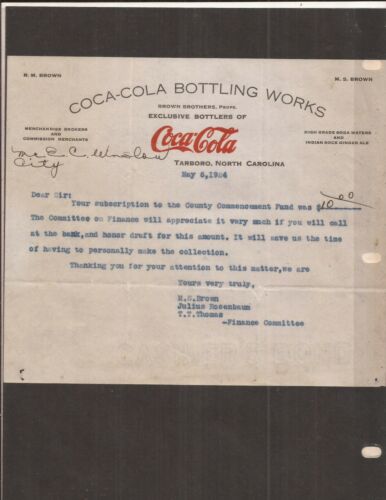 R. M. BROWN
M. S. BROWN
COCA-COLA BOTTLING WORKS
BROWN BROTHERS, PROPS.
EXCLUSIVE BOTTLERS OF
MERCHANDISE BROKERS
AND
COMMISSION MERCHANTS
Coca-Cola
HIGH GRADE SODA WATERS
AND
INDIAN ROCK GINGER ALE
TARBORO, NORTH CAROLINA
Mr E. C. Winslow
City
May 5, 1924
Dear Sir:
Your subscription to the County Commencement Fund was $10.00
The Committee on Finance will appreciate it vary much if you will call
at the bank,and honor draft for this amount. It will save us the time
of having to personally make the collection.
Thanking you for your attention to this matter,we are
Yours very truly,
M.S.Brown
Julius Rosenbaum
T.T.Thomas
-Finance Committee